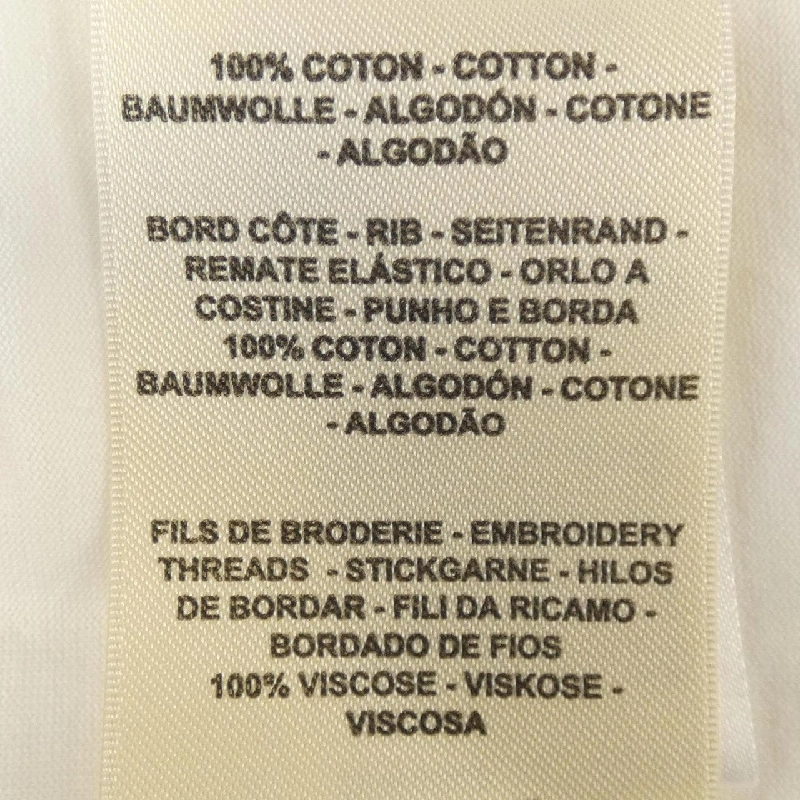 100% COTON - COTTON -
BAUMWOLLE - ALGODÓN - COTONE
- ALGODÃO
BORD CÔTE - RIB - SEITENRAND -
REMATE ELÁSTICO - ORLO A
COSTINE - PUNHO E BORDA
100% COTON - COTTON -
BAUMWOLLE - ALGODÓN - COTONE
- ALGODÃO
FILS DE BRODERIE - EMBROIDERY
THREADS - STICKGARNE - HILOS
DE BORDAR - FILI DA RICAMO -
BORDADO DE FIOS
100% VISCOSE - VISKOSE -
VISCOSA